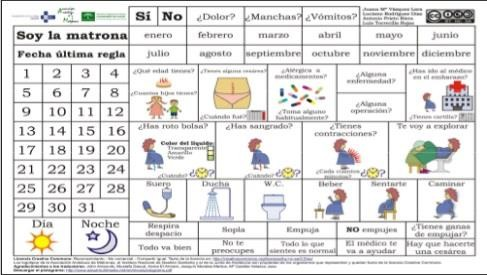 Sí No ¿Dolor? ¿Manchas? ¿Vómitos?
Soy la matrona
enero febrero marzo abril mayo junio
Fecha última regla
julio agosto septiembre octubre noviembre diciembre
1 2 3 4
5 6 7 8
9 10 11 12
13 14 15 16
17 18 19 20
21 22 23 24
25 26 27 28
29 30 31
Día Noche
¿Qué edad tienes?
¿Cuántos hijos tienes?
¿Tienes alguna cesárea?
¿Cuándo fue?
¿Alérgica a
medicamentos?
¿Toma alguno
habitualmente?
¿Alguna
enfermedad?
¿Alguna
operación?
¿Has ido al médico
en el embarazo?
¿Tienes cartilla?
¿Has roto bolsa?
Color del líquido
Transparente
Amarillo
Verde
¿Cuándo?
¿Has sangrado?
¿Cuándo?
¿Tienes
contracciones?
¿Cada cuántos
minutos?
Te voy a explorar
Suero Ducha W.C. Beber Sentarte Caminar
Respira
despacio
Sopla
Empuja
NO empujes
¿Tienes ganas
de empujar?
Todo va bien
No te
preocupes
Todo lo que
sientes es normal
El médico te
va a ayudar
Hay que hacerte
una cesárea